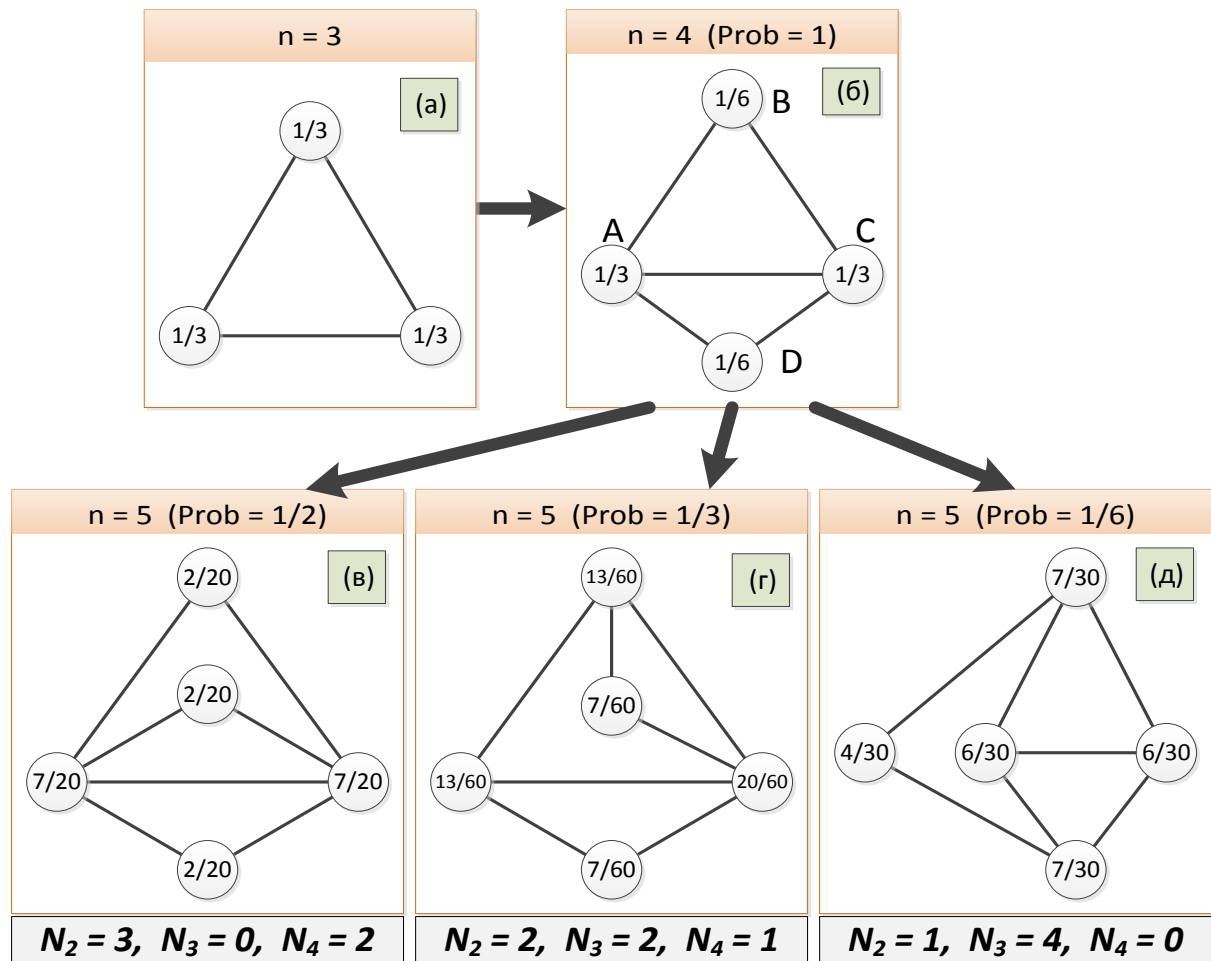 n = 3
(а)
1/3
1/3
1/3
n = 4 (Prob = 1)
(б)
1/6
B
A
C
1/3
1/3
1/6
D
n = 5 (Prob = 1/2)
(в)
2/20
2/20
7/20
7/20
2/20
N₂ = 3, N₃ = 0, N₄ = 2
n = 5 (Prob = 1/3)
(г)
13/60
7/60
13/60
20/60
7/60
N₂ = 2, N₃ = 2, N₄ = 1
n = 5 (Prob = 1/6)
(д)
7/30
4/30
6/30
6/30
7/30
N₂ = 1, N₃ = 4, N₄ = 0